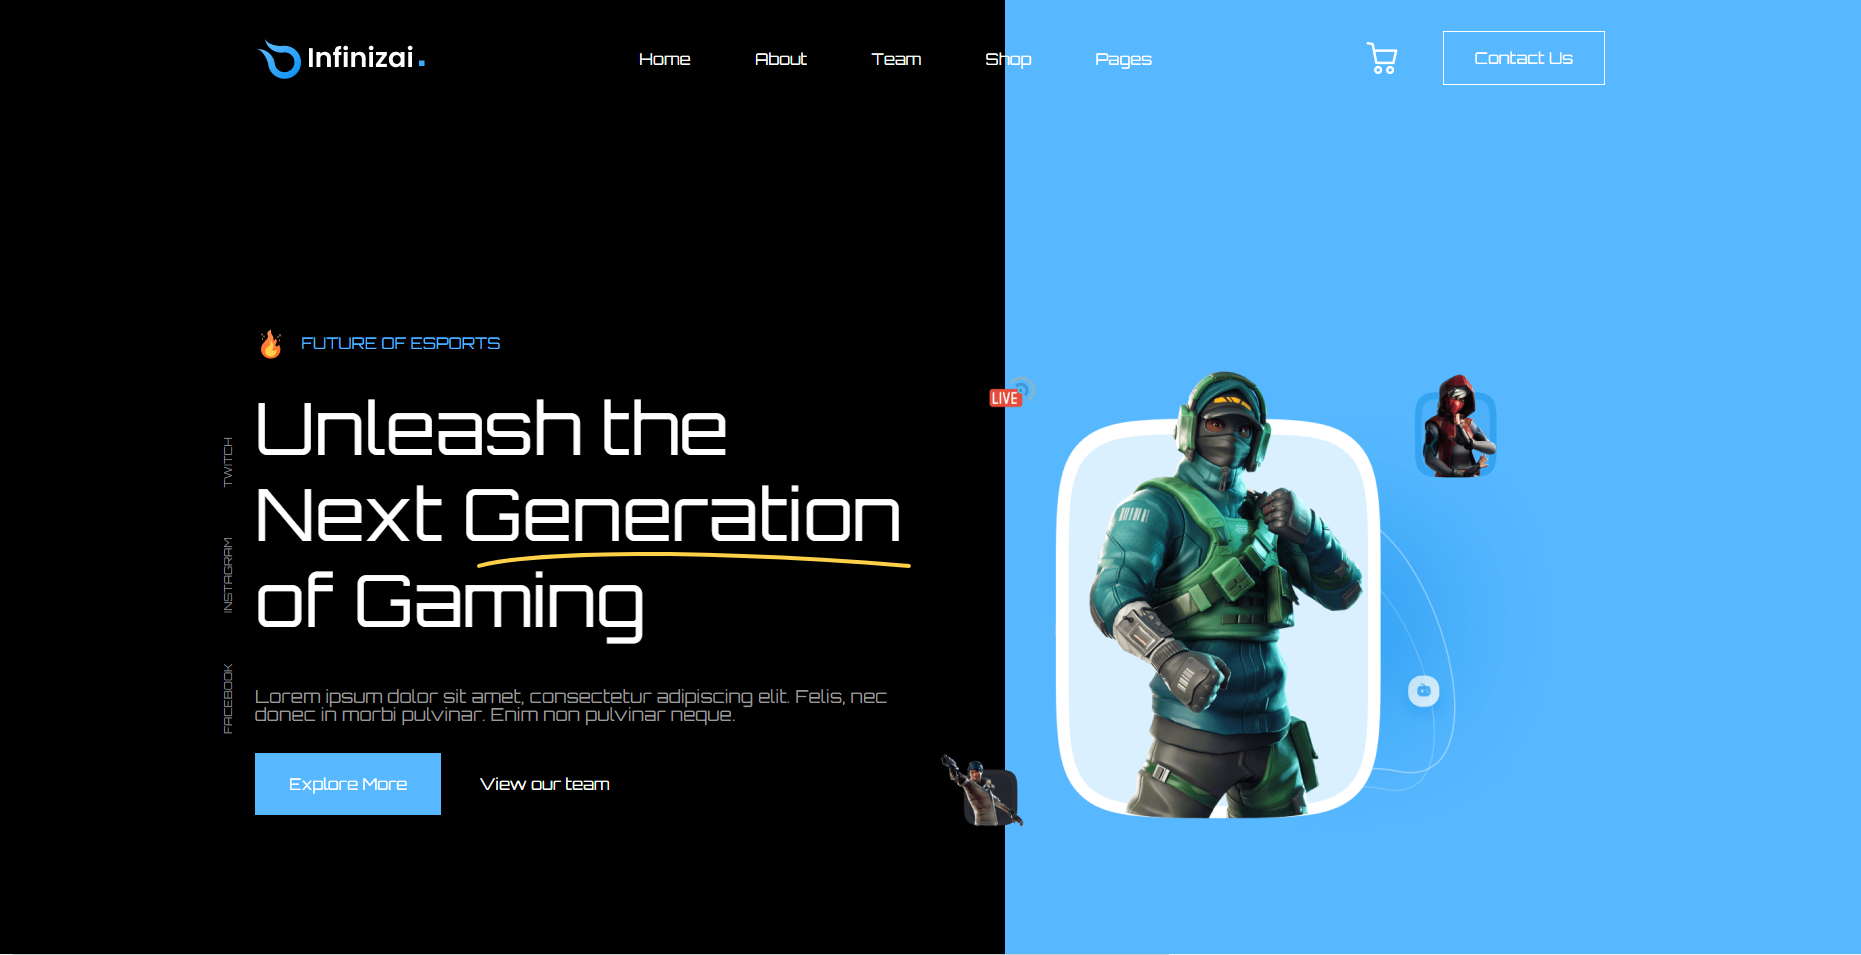 Infinizai.
Home
About
Team
Shop
Pages
Contact Us
FUTURE OF ESPORTS
Unleash the
Next Generation
of Gaming
LIVE
TWITCH
INSTAGRAM
FACEBOOK
Lorem ipsum dolor sit amet, consectetur adipiscing elit. Felis, nec
donec in morbi pulvinar. Enim non pulvinar neque.
Explore More
View our team